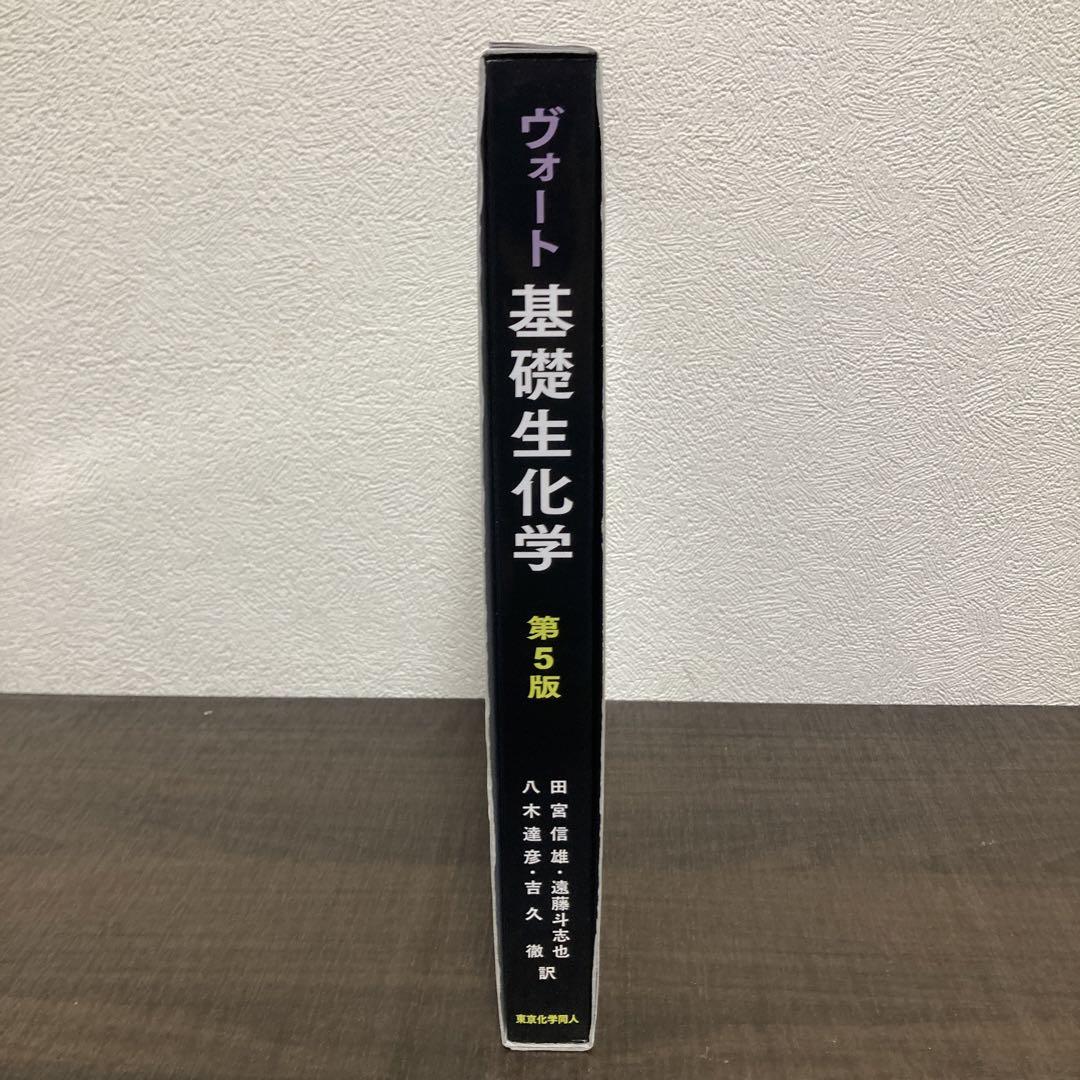 ヴォート
基礎生化学
第5版
田宮信雄・遠藤斗志也
八木達彦・吉久 徹
訳
東京化学同人